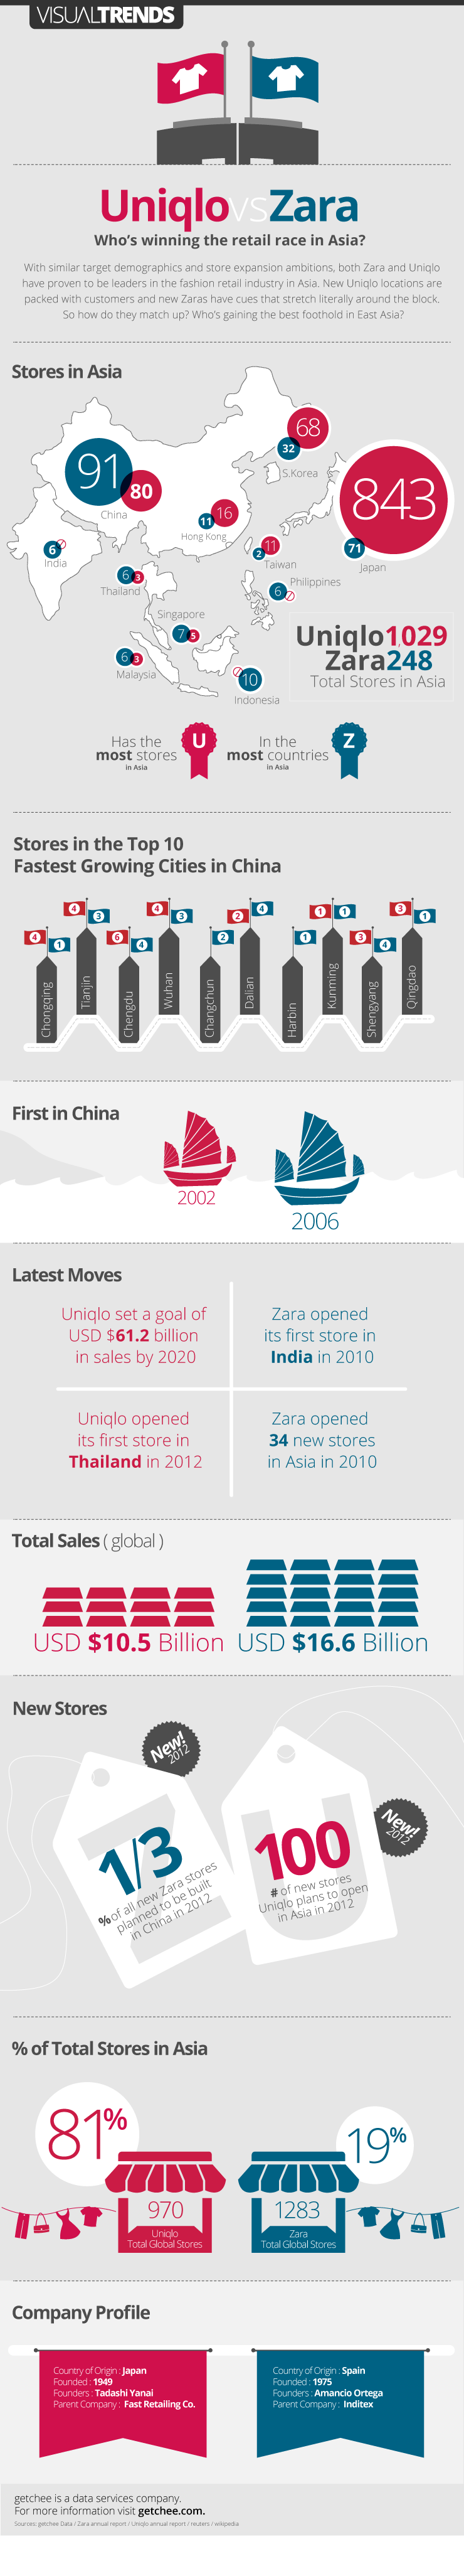 VISUALTRENDS
UniqlovsZara
Who's winning the retail race in Asia?
With similar target demographics and store expansion ambitions, both Zara and Uniqlo
have proven to be leaders in the fashion retail industry in Asia. New Uniqlo locations are
packed with customers and new Zaras have cues that stretch literally around the block.
So how do they match up? Who's gaining the best foothold in East Asia?
Stores in Asia
68
32
S.Korea
91
80
China
843
71
Japan
16
11
Hong Kong
11
2
Taiwan
6
India
6
3
Thailand
6
Philippines
Singapore
7
5
6
3
Malaysia
10
Indonesia
Uniqlo1,029
Zara248
Total Stores in Asia
Has the
most stores
in Asia
U
In the
most countries
in Asia
Z
Stores in the Top 10
Fastest Growing Cities in China
4
1
Chongqing
4
3
Tianjin
6
4
Chengdu
4
3
Wuhan
2
Changchun
2
4
Dalian
1
Harbin
1
1
Kunming
3
4
Shengyang
3
1
Qingdao
First in China
2002
2006
Latest Moves
Uniqlo set a goal of
USD $61.2 billion
in sales by 2020
Zara opened
its first store in
India in 2010
Uniqlo opened
its first store in
Thailand in 2012
Zara opened
34 new stores
in Asia in 2010
Total Sales ( global )
USD $10.5 Billion
USD $16.6 Billion
New Stores
New!
2012
1/3
% of all new Zara stores
planned to be built
in China in 2012
New!
2012
100
# of new stores
Uniqlo plans to open
in Asia in 2012
% of Total Stores in Asia
81%
19%
970
Uniqlo
Total Global Stores
1283
Zara
Total Global Stores
Company Profile
Country of Origin : Japan
Founded : 1949
Founders : Tadashi Yanai
Parent Company : Fast Retailing Co.
Country of Origin : Spain
Founded : 1975
Founders : Amancio Ortega
Parent Company : Inditex
getchee is a data services company.
For more information visit getchee.com.
Sources: getchee Data / Zara annual report / Uniqlo annual report / reuters / wikipedia